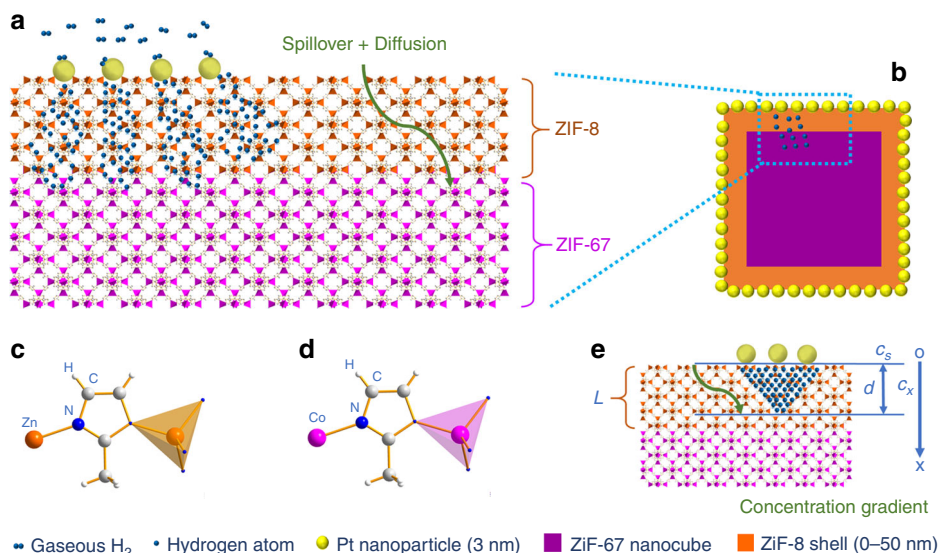 a
Spillover + Diffusion
ZIF-8
ZIF-67
b
c
H
C
N
Zn
d
H
C
N
Co
e
L
c_s
d
c_x
o
x
Concentration gradient
Gaseous H₂
Hydrogen atom
Pt nanoparticle (3 nm)
ZiF-67 nanocube
ZiF-8 shell (0–50 nm)